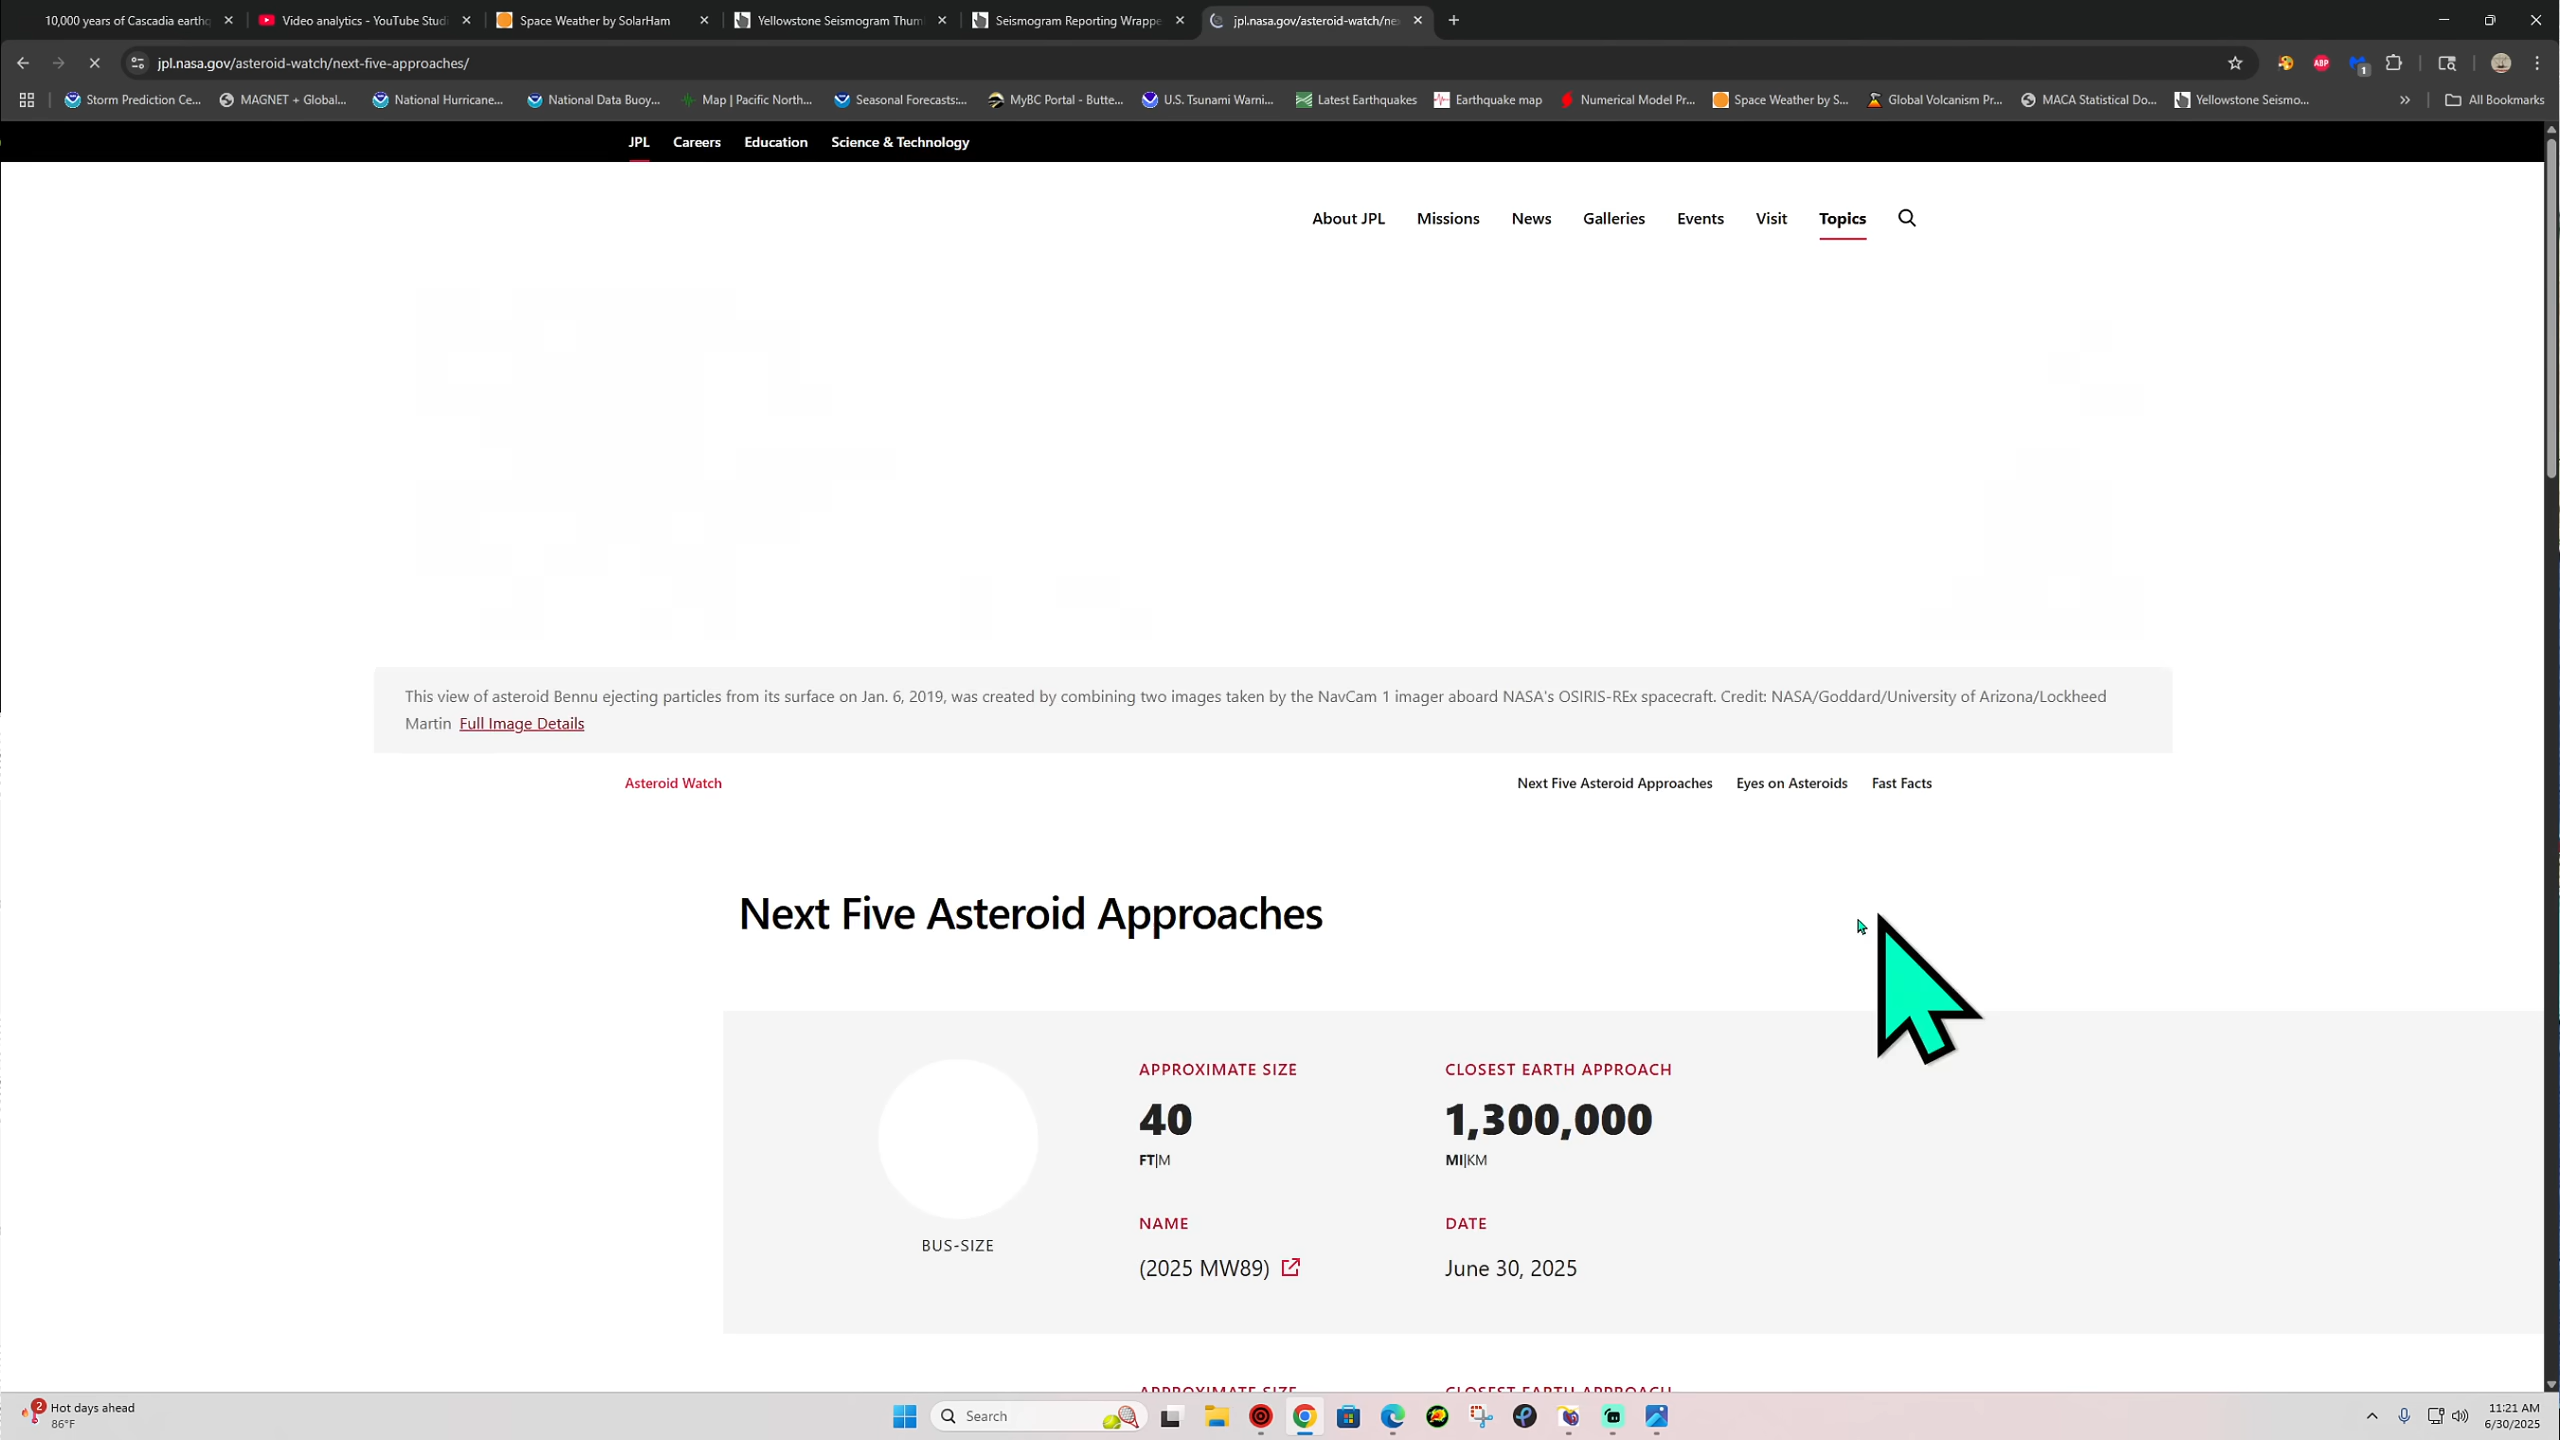 10,000 years of Cascadia earthq
Video analytics - YouTube Studi
Space Weather by SolarHam
Yellowstone Seismogram Thum
Seismogram Reporting Wrappe
jpl.nasa.gov/asteroid-watch/ne
jpl.nasa.gov/asteroid-watch/next-five-approaches/
ABP
1
Storm Prediction Ce...
MAGNET + Global...
National Hurricane...
National Data Buoy...
Map | Pacific North...
Seasonal Forecasts:...
MyBC Portal - Butte...
U.S. Tsunami Warni...
Latest Earthquakes
Earthquake map
Numerical Model Pr...
Space Weather by S...
Global Volcanism Pr...
MACA Statistical Do...
Yellowstone Seismo...
All Bookmarks
JPL Careers Education Science & Technology
About JPL Missions News Galleries Events Visit Topics
This view of asteroid Bennu ejecting particles from its surface on Jan. 6, 2019, was created by combining two images taken by the NavCam 1 imager aboard NASA's OSIRIS-REx spacecraft. Credit: NASA/Goddard/University of Arizona/Lockheed
Martin Full Image Details
Asteroid Watch
Next Five Asteroid Approaches Eyes on Asteroids Fast Facts
Next Five Asteroid Approaches
APPROXIMATE SIZE
CLOSEST EARTH APPROACH
40
1,300,000
FT|M
MI|KM
BUS-SIZE
NAME
DATE
(2025 MW89)
June 30, 2025
APPROXIMATE SIZE
CLOSEST EARTH APPROACH
2
Hot days ahead
86°F
Search
11:21 AM
6/30/2025